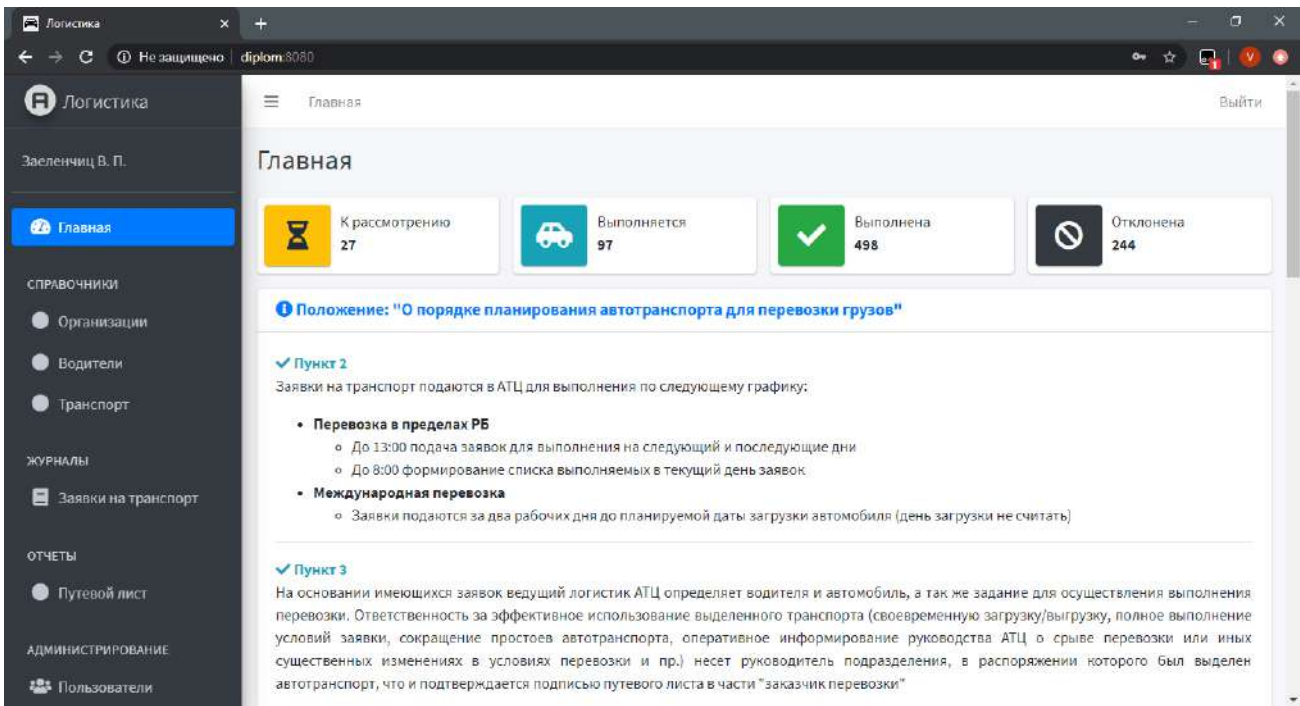 Логистика
Не защищено
diplom:8080
1
V
Логистика
Главная
Выйти
Заеленчиц В. П.
Главная
СПРАВОЧНИКИ
Организации
Водители
Транспорт
ЖУРНАЛЫ
Заявки на транспорт
ОТЧЕТЫ
Путевой лист
АДМИНИСТРИРОВАНИЕ
Пользователи
Главная
К рассмотрению
27
Выполняется
97
Выполнена
498
Отклонена
244
Положение: "О порядке планирования автотранспорта для перевозки грузов"
Пункт 2
Заявки на транспорт подаются в АТЦ для выполнения по следующему графику:
• Перевозка в пределах РБ
До 13:00 подача заявок для выполнения на следующий и последующие дни
До 8:00 формирование списка выполняемых в текущий день заявок
• Международная перевозка
Заявки подаются за два рабочих дня до планируемой даты загрузки автомобиля (день загрузки не считать)
Пункт 3
На основании имеющихся заявок ведущий логистик АТЦ определяет водителя и автомобиль, а так же задание для осуществления выполнения
перевозки. Ответственность за эффективное использование выделенного транспорта (своевременную загрузку/выгрузку, полное выполнение
условий заявки, сокращение простоев автотранспорта, оперативное информирование руководства АТЦ о срыве перевозки или иных
существенных изменениях в условиях перевозки и пр.) несет руководитель подразделения, в распоряжении которого был выделен
автотранспорт, что и подтверждается подписью путевого листа в части "заказчик перевозки"